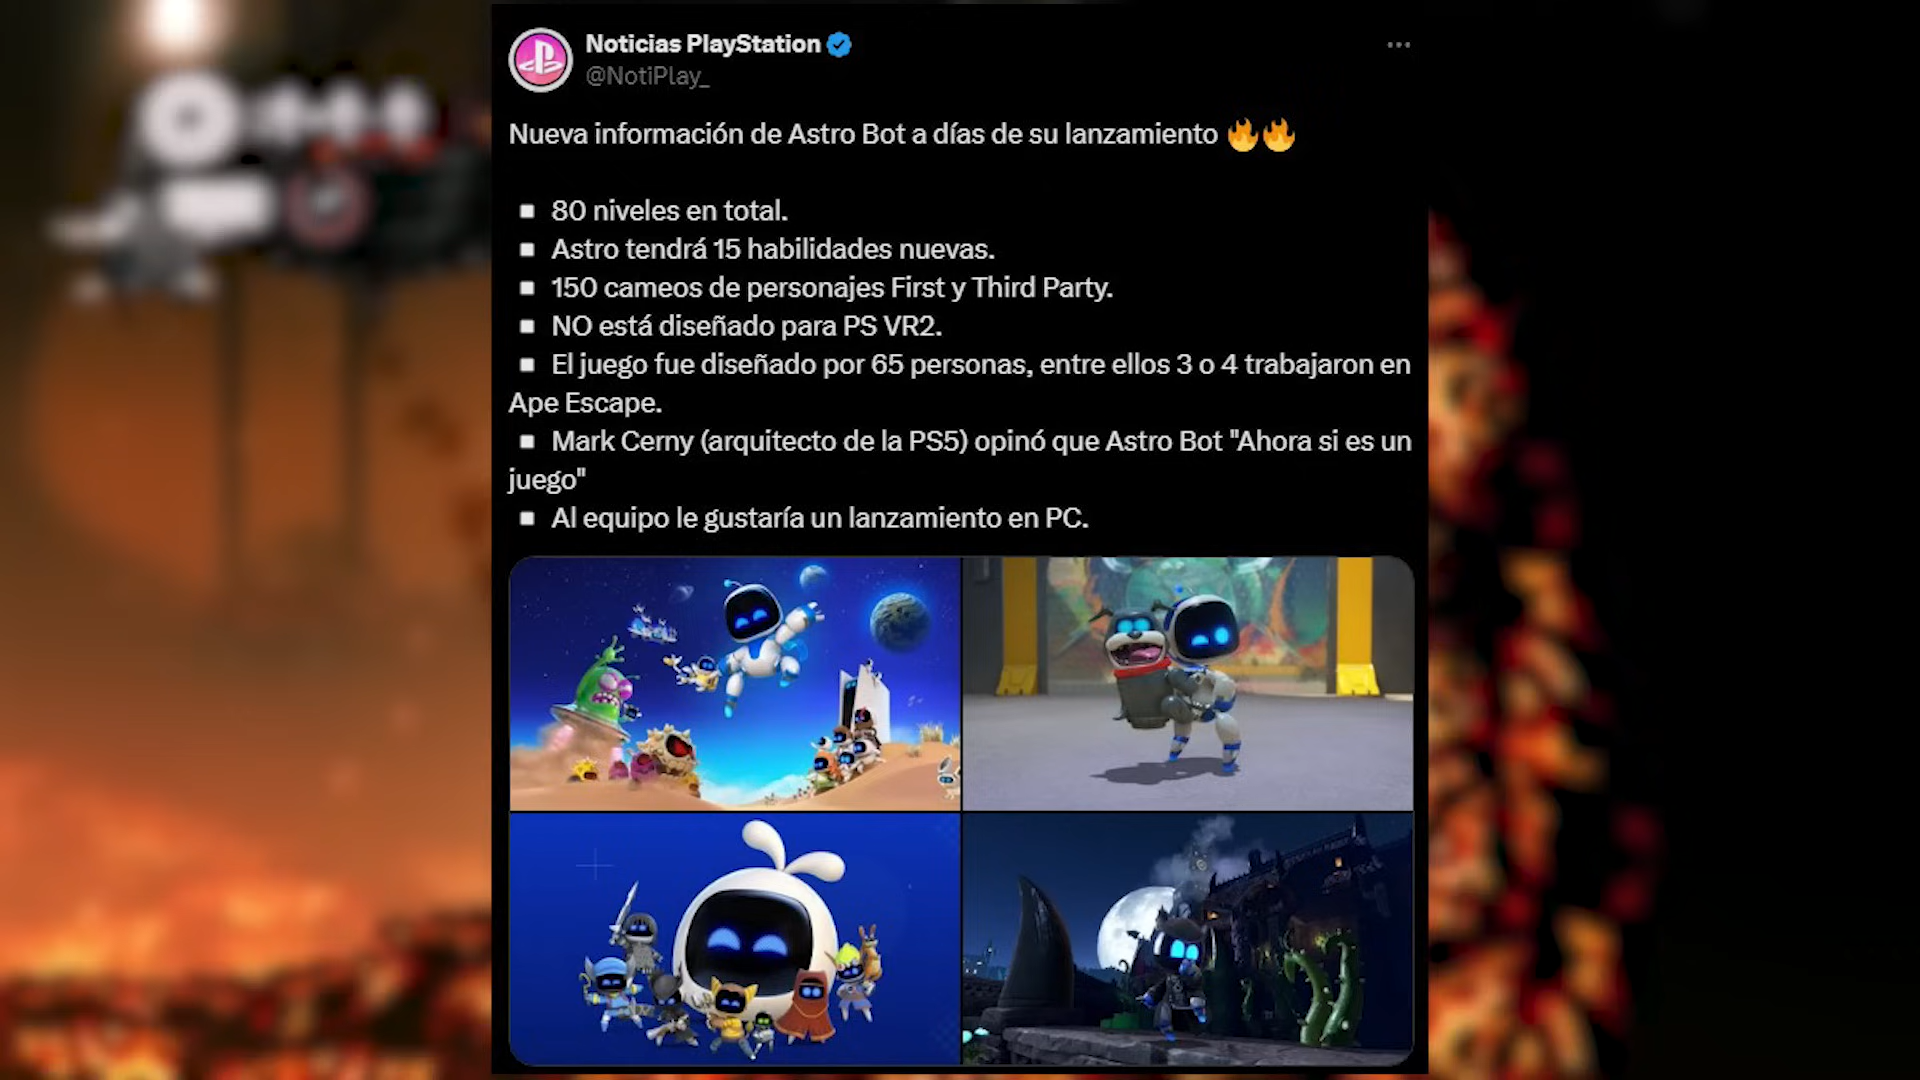 Noticias PlayStation
@NotiPlay_
Nueva información de Astro Bot a días de su lanzamiento 🔥🔥
▪ 80 niveles en total.
▪ Astro tendrá 15 habilidades nuevas.
▪ 150 cameos de personajes First y Third Party.
▪ NO está diseñado para PS VR2.
▪ El juego fue diseñado por 65 personas, entre ellos 3 o 4 trabajaron en
Ape Escape.
▪ Mark Cerny (arquitecto de la PS5) opinó que Astro Bot "Ahora si es un
juego"
▪ Al equipo le gustaría un lanzamiento en PC.